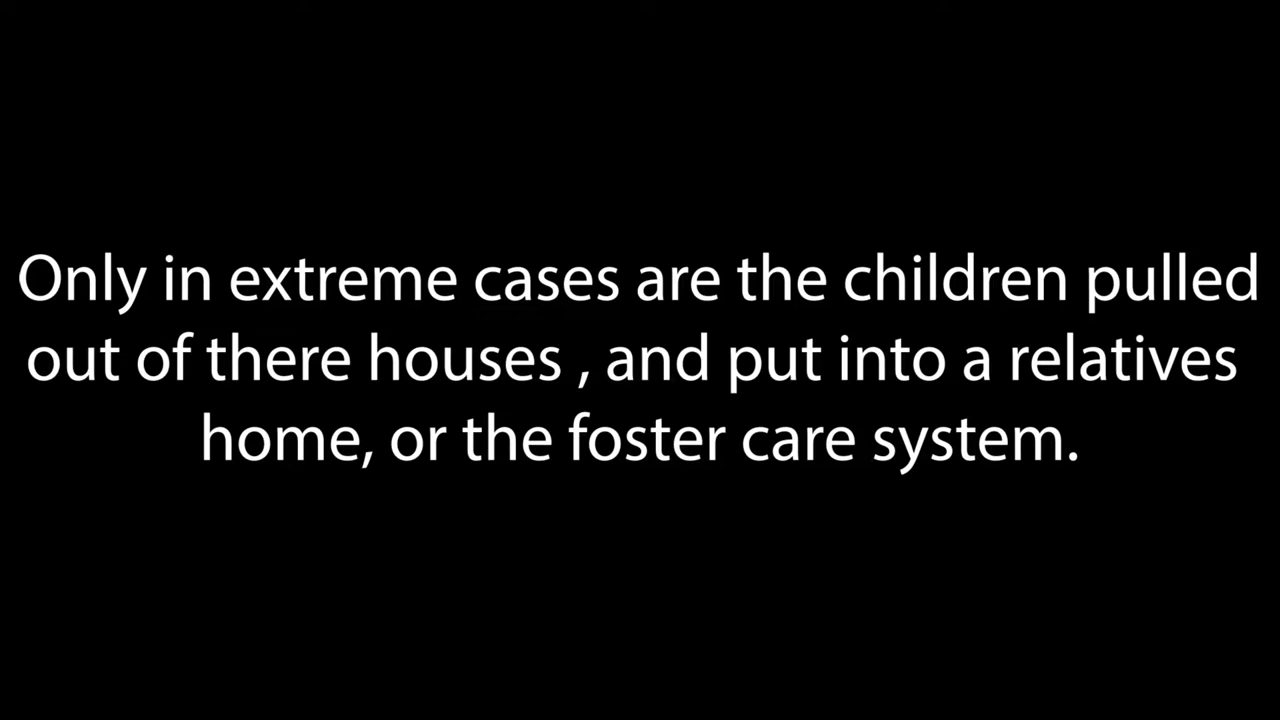 Only in extreme cases are the children pulled
out of there houses , and put into a relatives
home, or the foster care system.